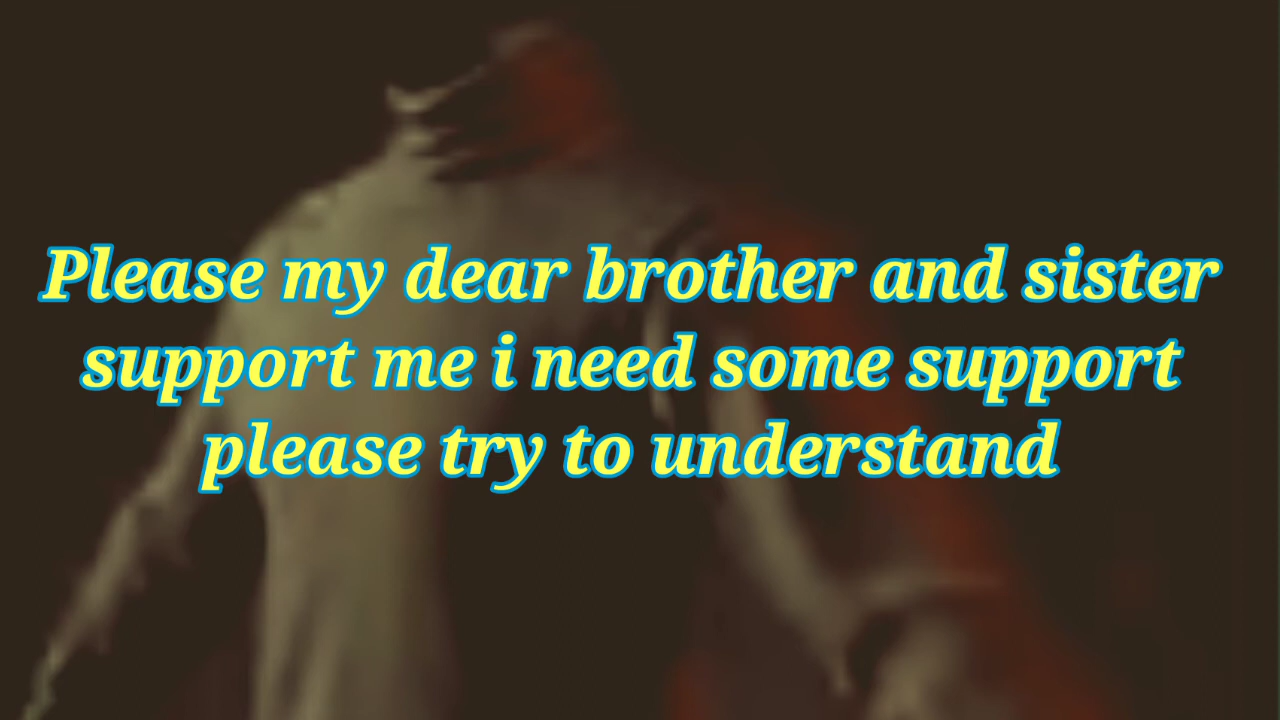 Please my dear brother and sister
support me i need some support
please try to understand